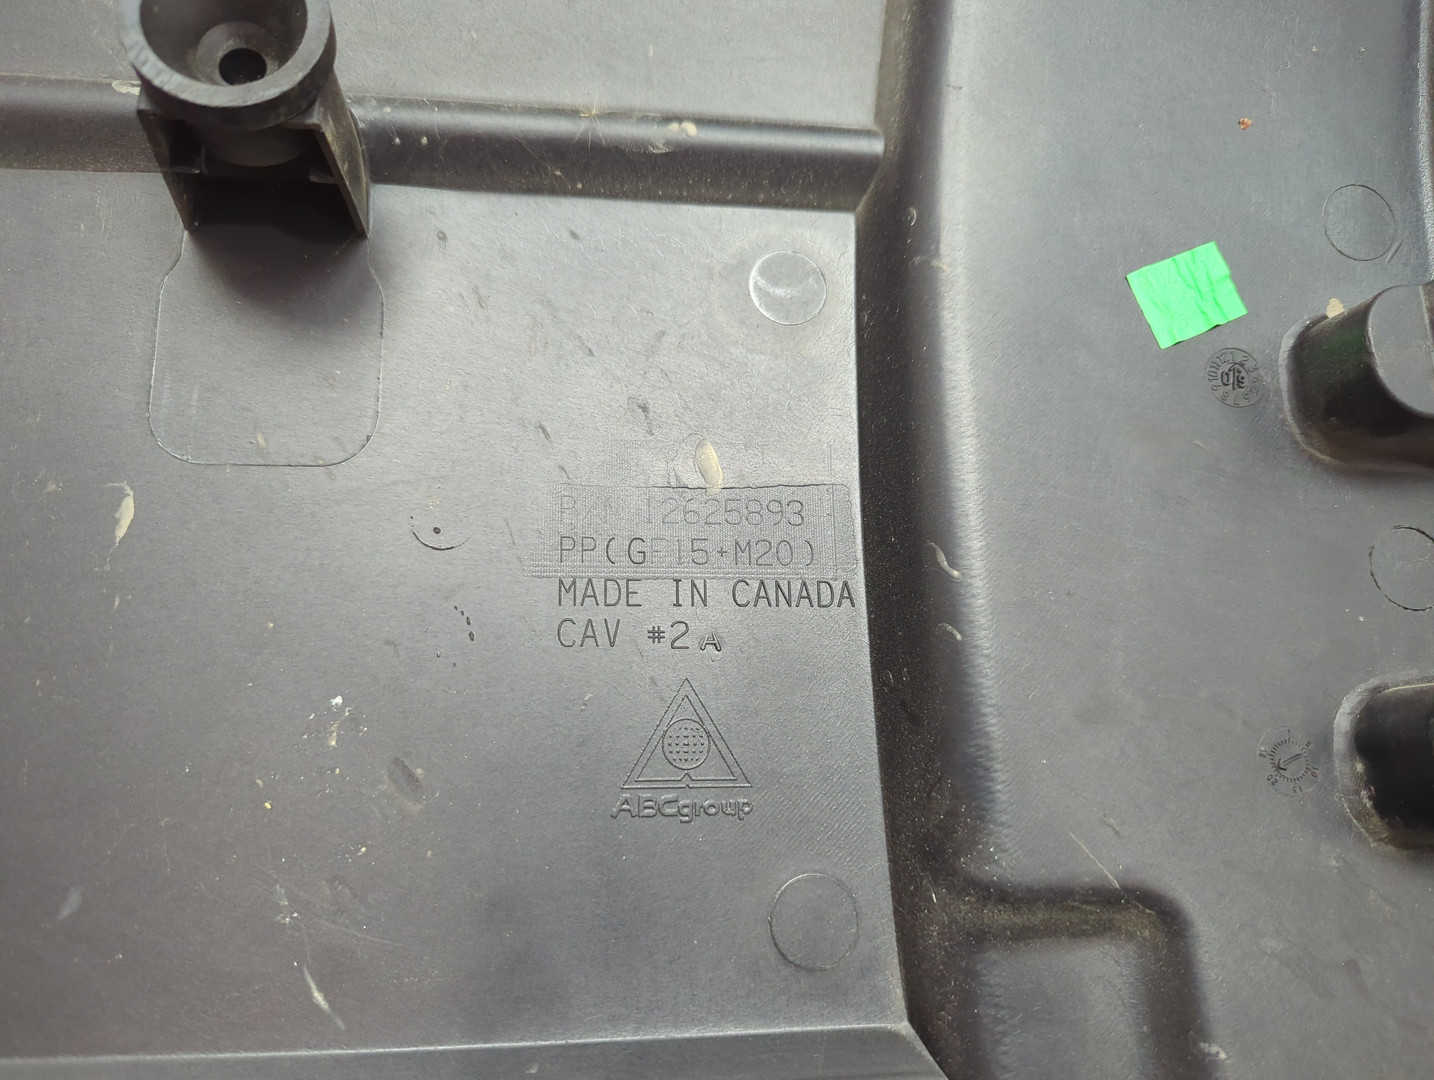 P/N 12625893
PP(GF15+M20)
MADE IN CANADA
CAV #2A
ABCgroup